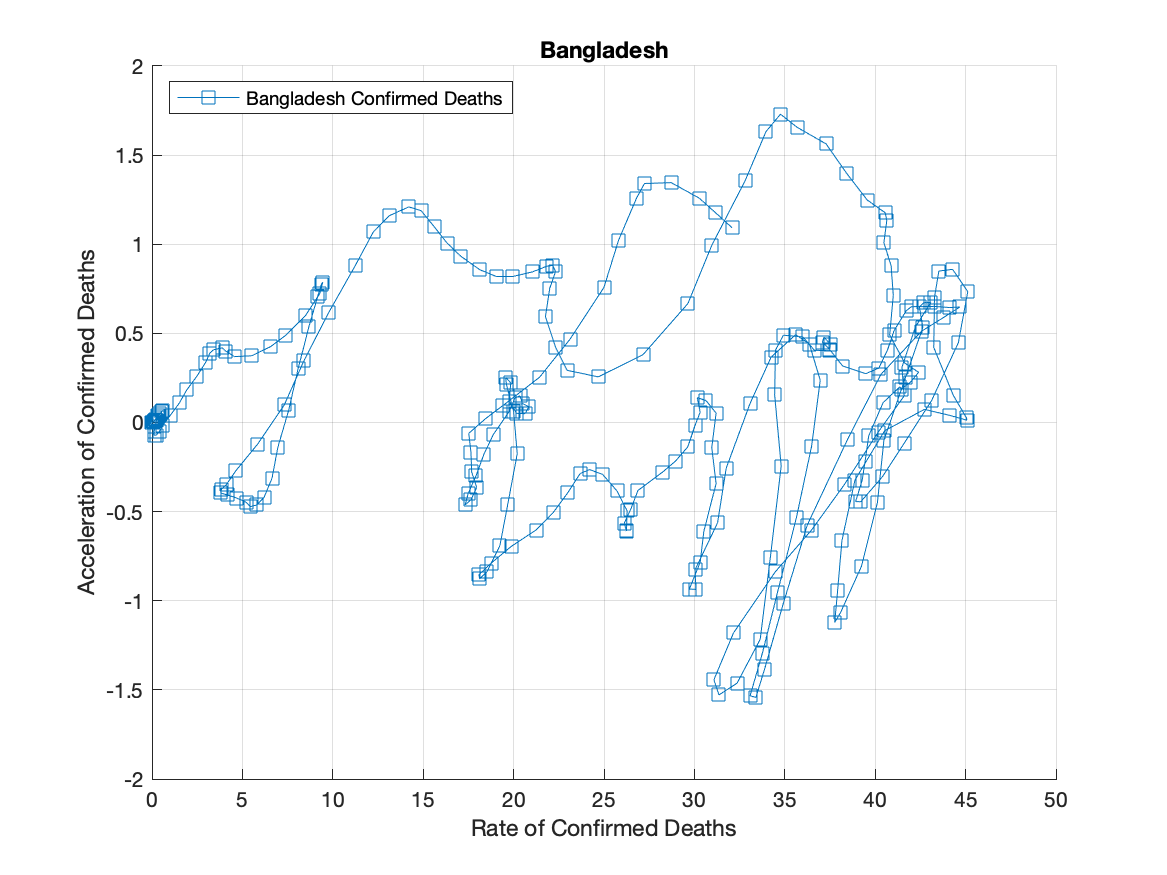 Bangladesh
Bangladesh Confirmed Deaths
Acceleration of Confirmed Deaths
2
1.5
1
0.5
0
-0.5
-1
-1.5
-2
0 5 10 15 20 25 30 35 40 45 50
Rate of Confirmed Deaths